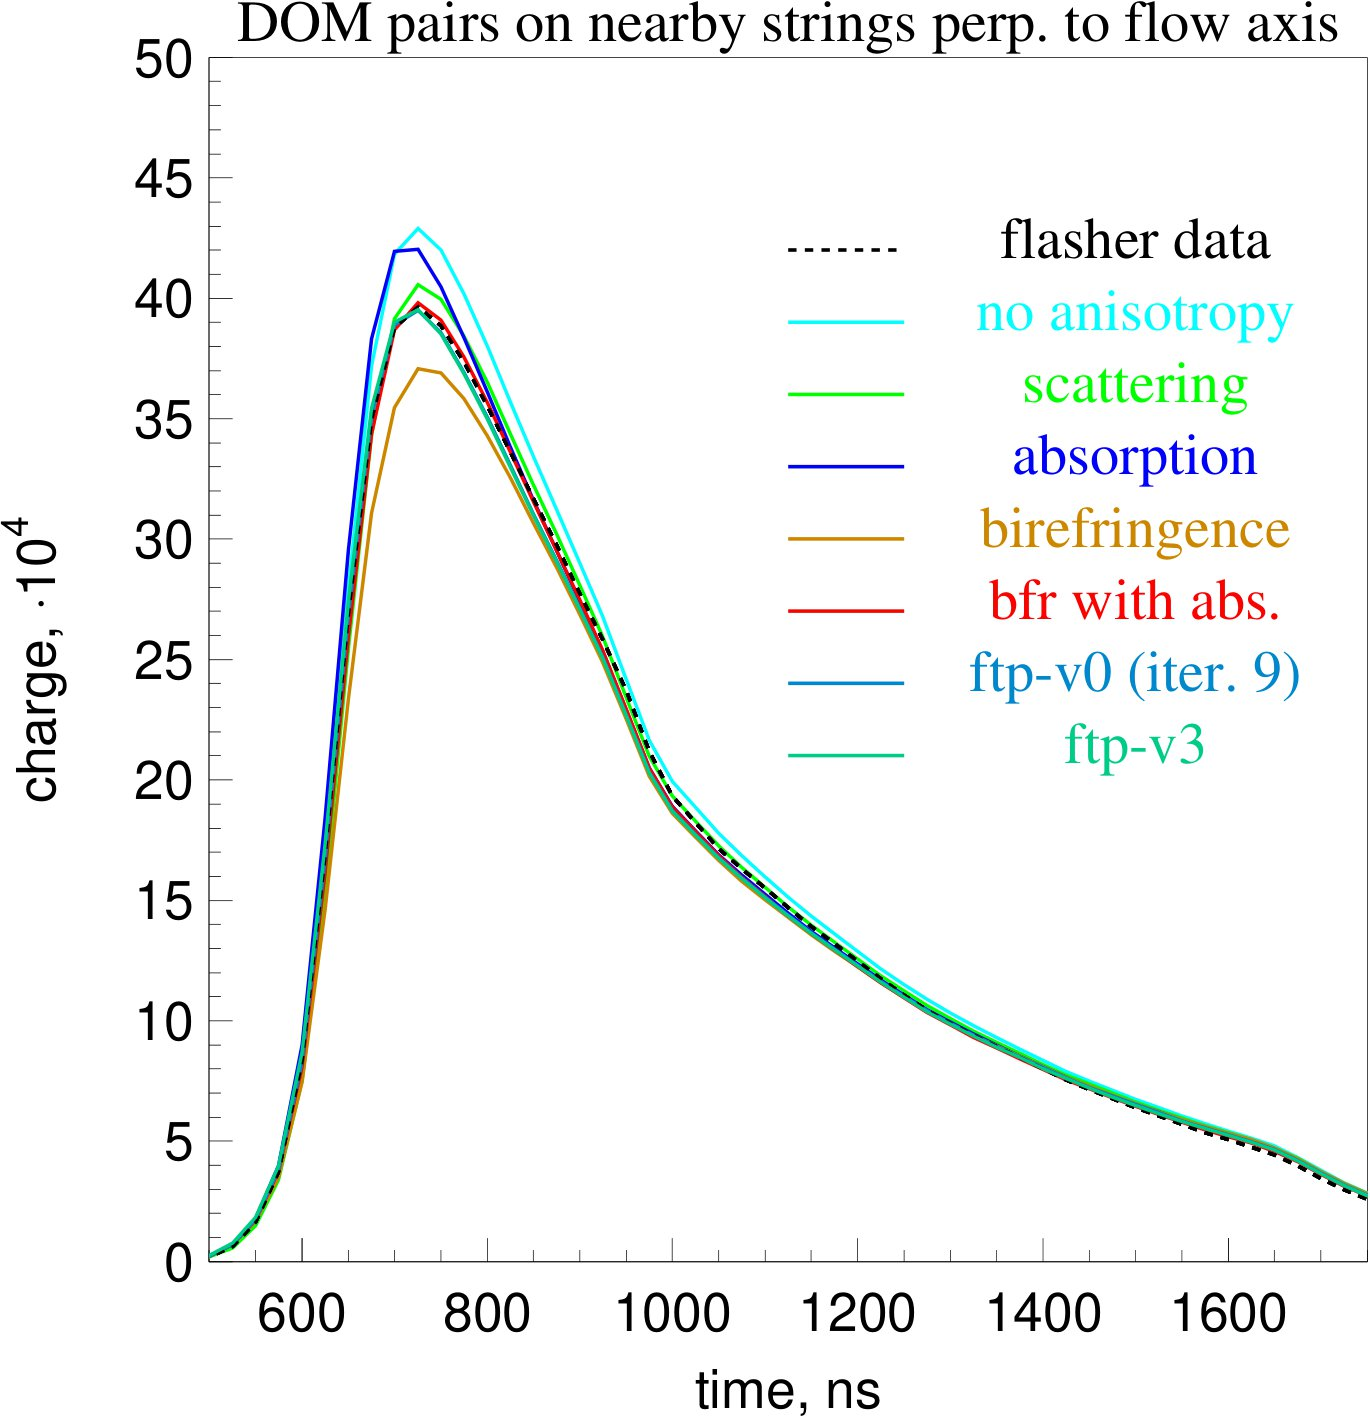 DOM pairs on nearby strings perp. to flow axis
50
45
40
35
30
25
20
15
10
5
0
charge, ·10⁴
flasher data
no anisotropy
scattering
absorption
birefringence
bfr with abs.
ftp-v0 (iter. 9)
ftp-v3
600 800 1000 1200 1400 1600
time, ns